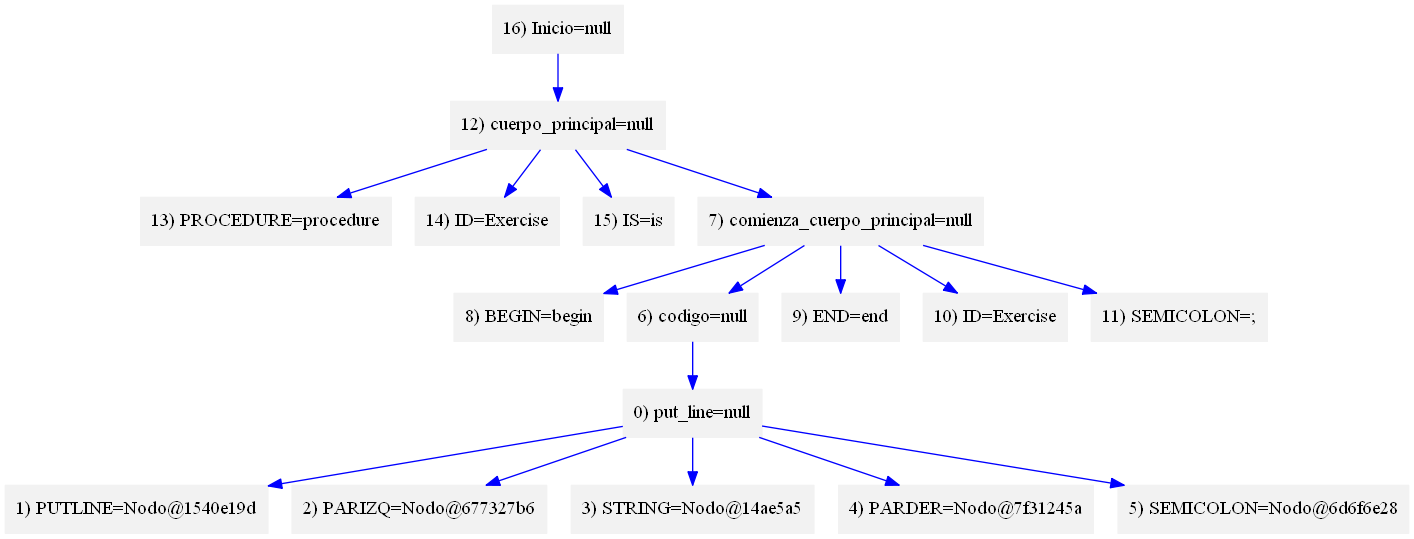 16) Inicio=null
12) cuerpo_principal=null
13) PROCEDURE=procedure
14) ID=Exercise
15) IS=is
7) comienza_cuerpo_principal=null
8) BEGIN=begin
6) codigo=null
9) END=end
10) ID=Exercise
11) SEMICOLON=;
0) put_line=null
1) PUTLINE=Nodo@1540e19d
2) PARIZQ=Nodo@677327b6
3) STRING=Nodo@14ae5a5
4) PARDER=Nodo@7f31245a
5) SEMICOLON=Nodo@6d6f6e28